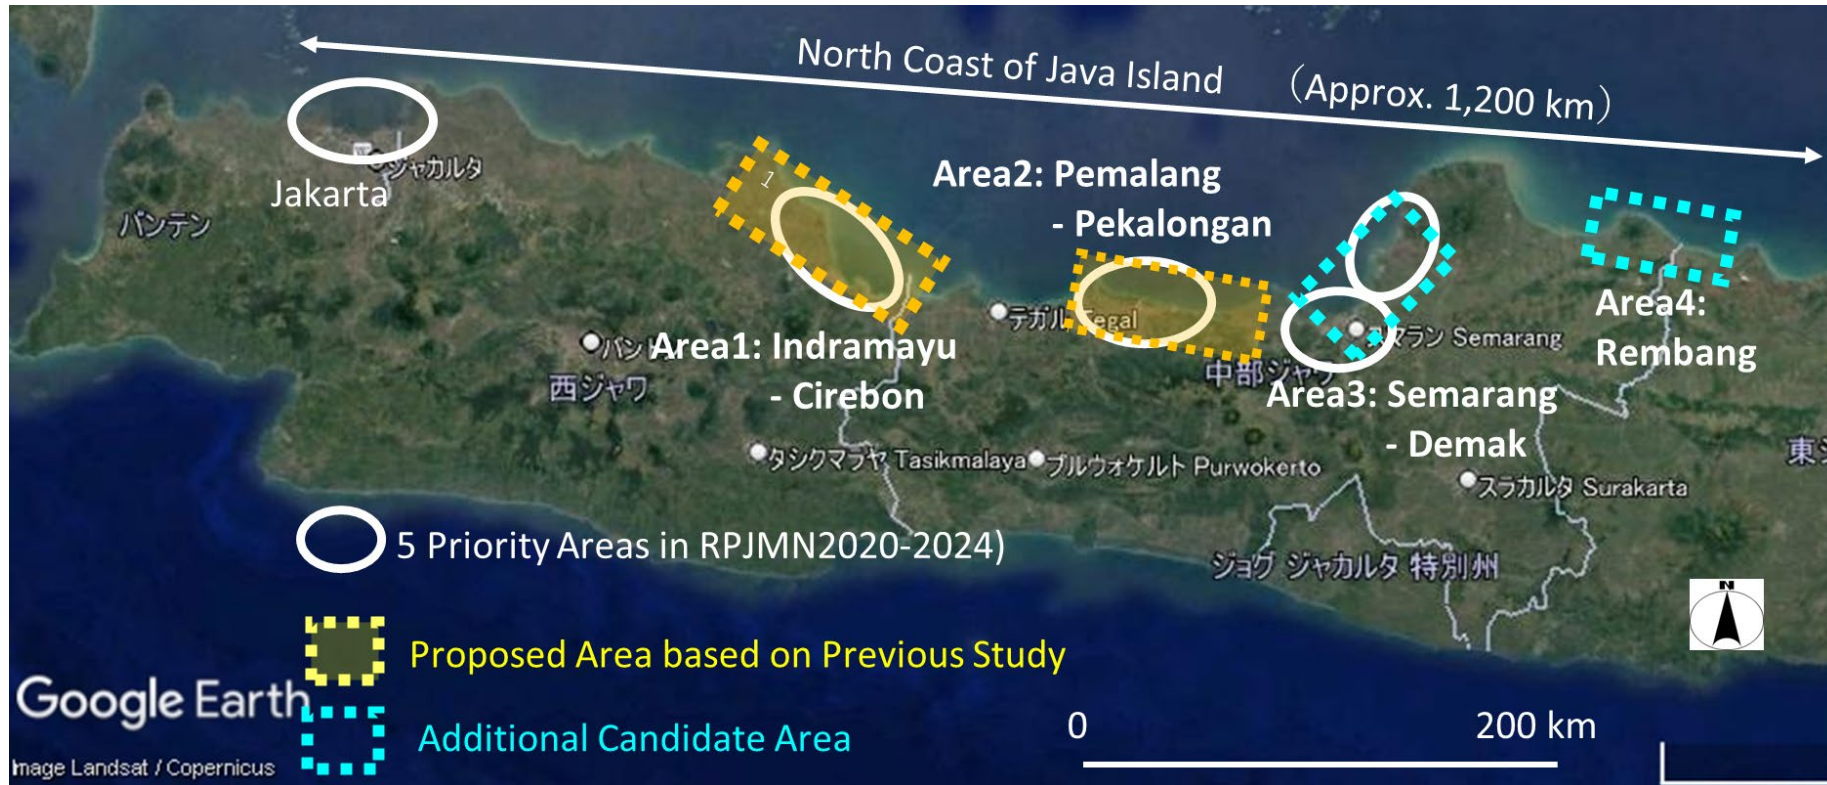 North Coast of Java Island （Approx. 1,200 km）
ジャカルタ
Jakarta
バンテン
1
Area2: Pemalang
- Pekalongan
テガル Tegal
Area1: Indramayu
- Cirebon
西ジャワ
スマラン Semarang
中部ジャワ
Area3: Semarang
- Demak
Area4:
Rembang
タシクマラヤ Tasikmalaya
プルウォケルト Purwokerto
スラカルタ Surakarta
ジョグ ジャカルタ 特別州
5 Priority Areas in RPJMN2020-2024)
N
Proposed Area based on Previous Study
Additional Candidate Area
Google Earth
Image Landsat / Copernicus
0
200 km